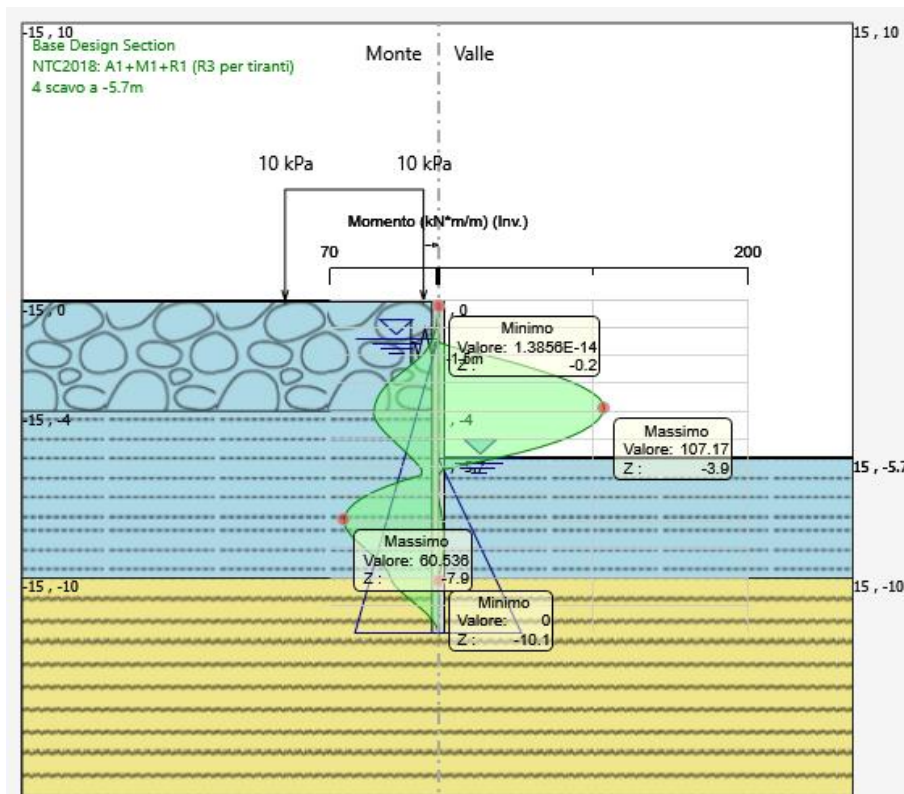 -15 , 10
15 , 10
Base Design Section
NTC2018: A1+M1+R1 (R3 per tiranti)
4 scavo a -5.7m
Monte
Valle
10 kPa
10 kPa
Momento (kN*m/m) (Inv.)
70
200
-15 , 0
, 0
Minimo
Valore: 1.3856E-14
Z : -0.2
-15 , -4
, -4
Massimo
Valore: 107.17
Z : -3.9
15 , -5.7
Massimo
Valore: 60.536
Z : -7.9
-15 , -10
15 , -10
Minimo
Valore: 0
Z : -10.1